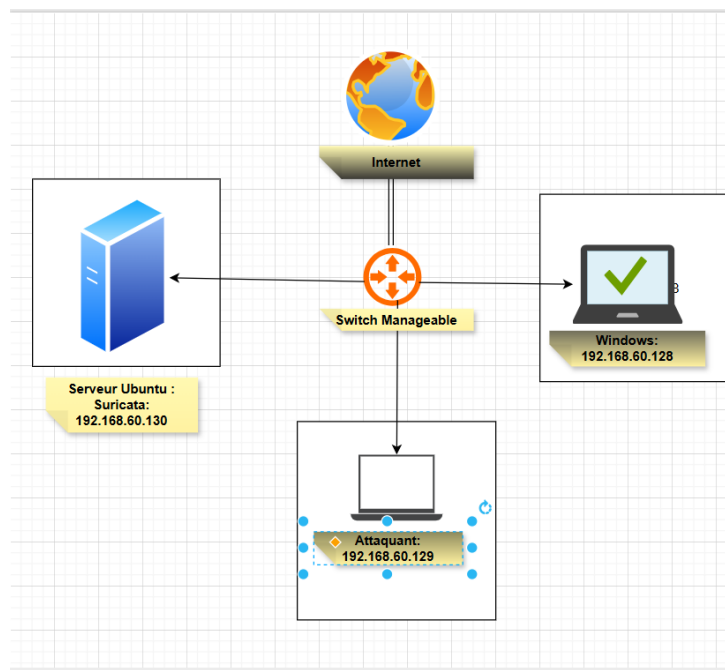 Internet
Switch Manageable
Serveur Ubuntu :
Suricata:
192.168.60.130
Windows:
192.168.60.128
Attaquant:
192.168.60.129